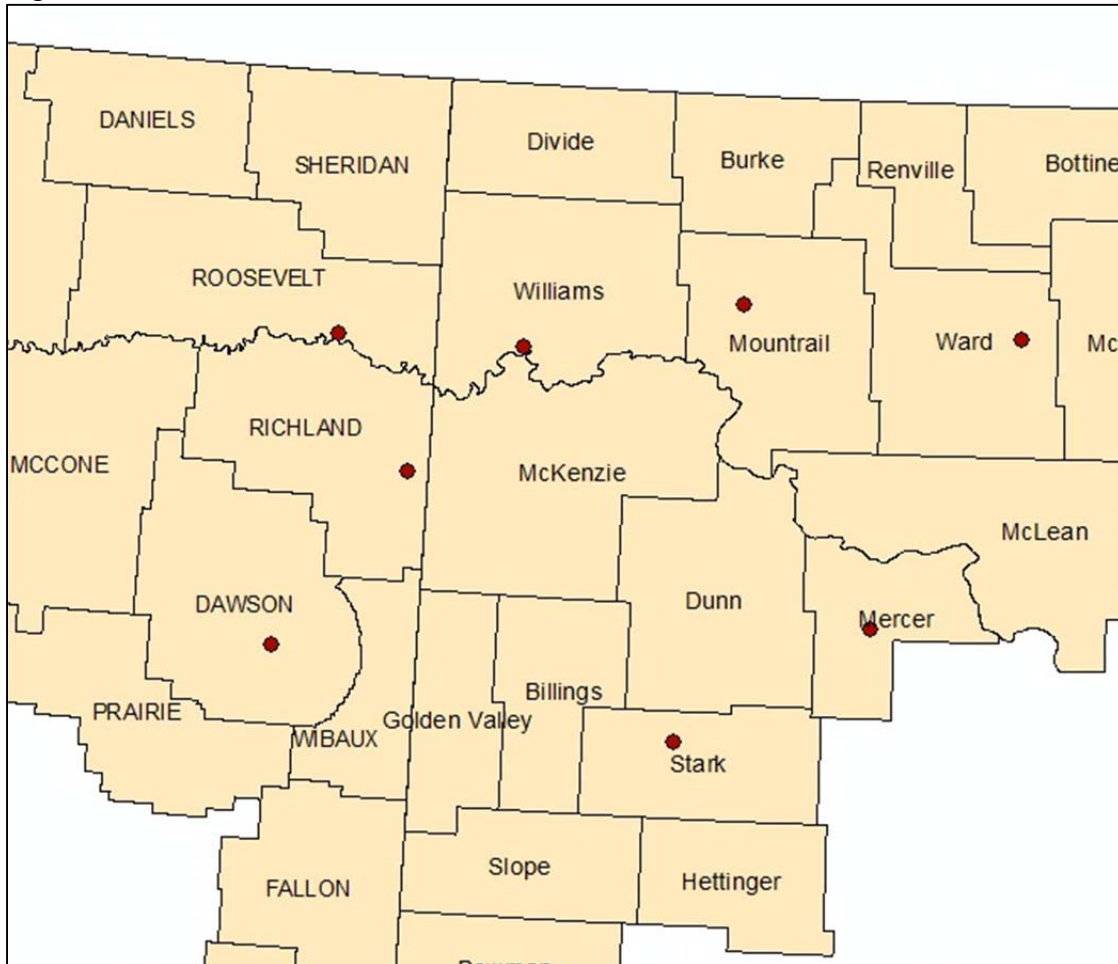 DANIELS
SHERIDAN
Divide
Burke
Renville
Bottine
ROOSEVELT
Williams
Mountrail
Ward
Mc
RICHLAND
MCCONE
McKenzie
McLean
DAWSON
Dunn
Mercer
Billings
PRAIRIE
Golden Valley
WIBAUX
Stark
Slope
Hettinger
FALLON